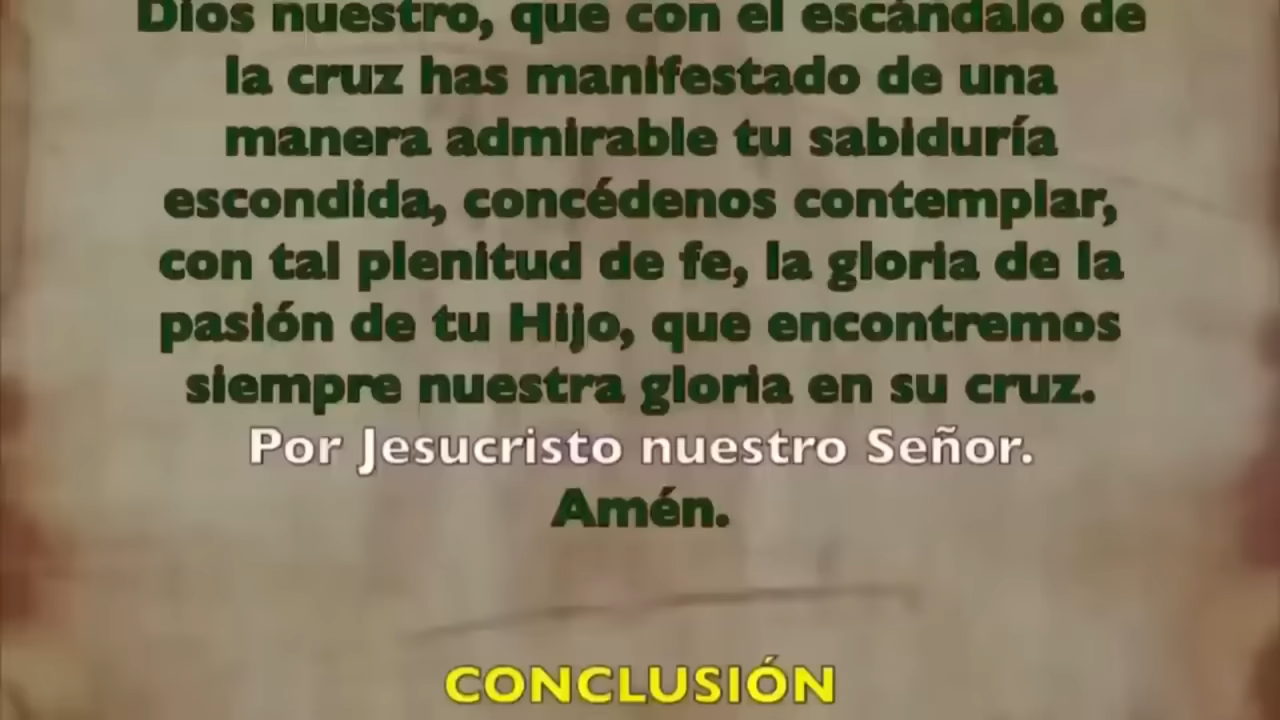 Dios nuestro, que con el escándalo de
la cruz has manifestado de una
manera admirable tu sabiduría
escondida, concédenos contemplar,
con tal plenitud de fe, la gloria de la
pasión de tu Hijo, que encontremos
siempre nuestra gloria en su cruz.
Por Jesucristo nuestro Señor.
Amén.
CONCLUSIÓN